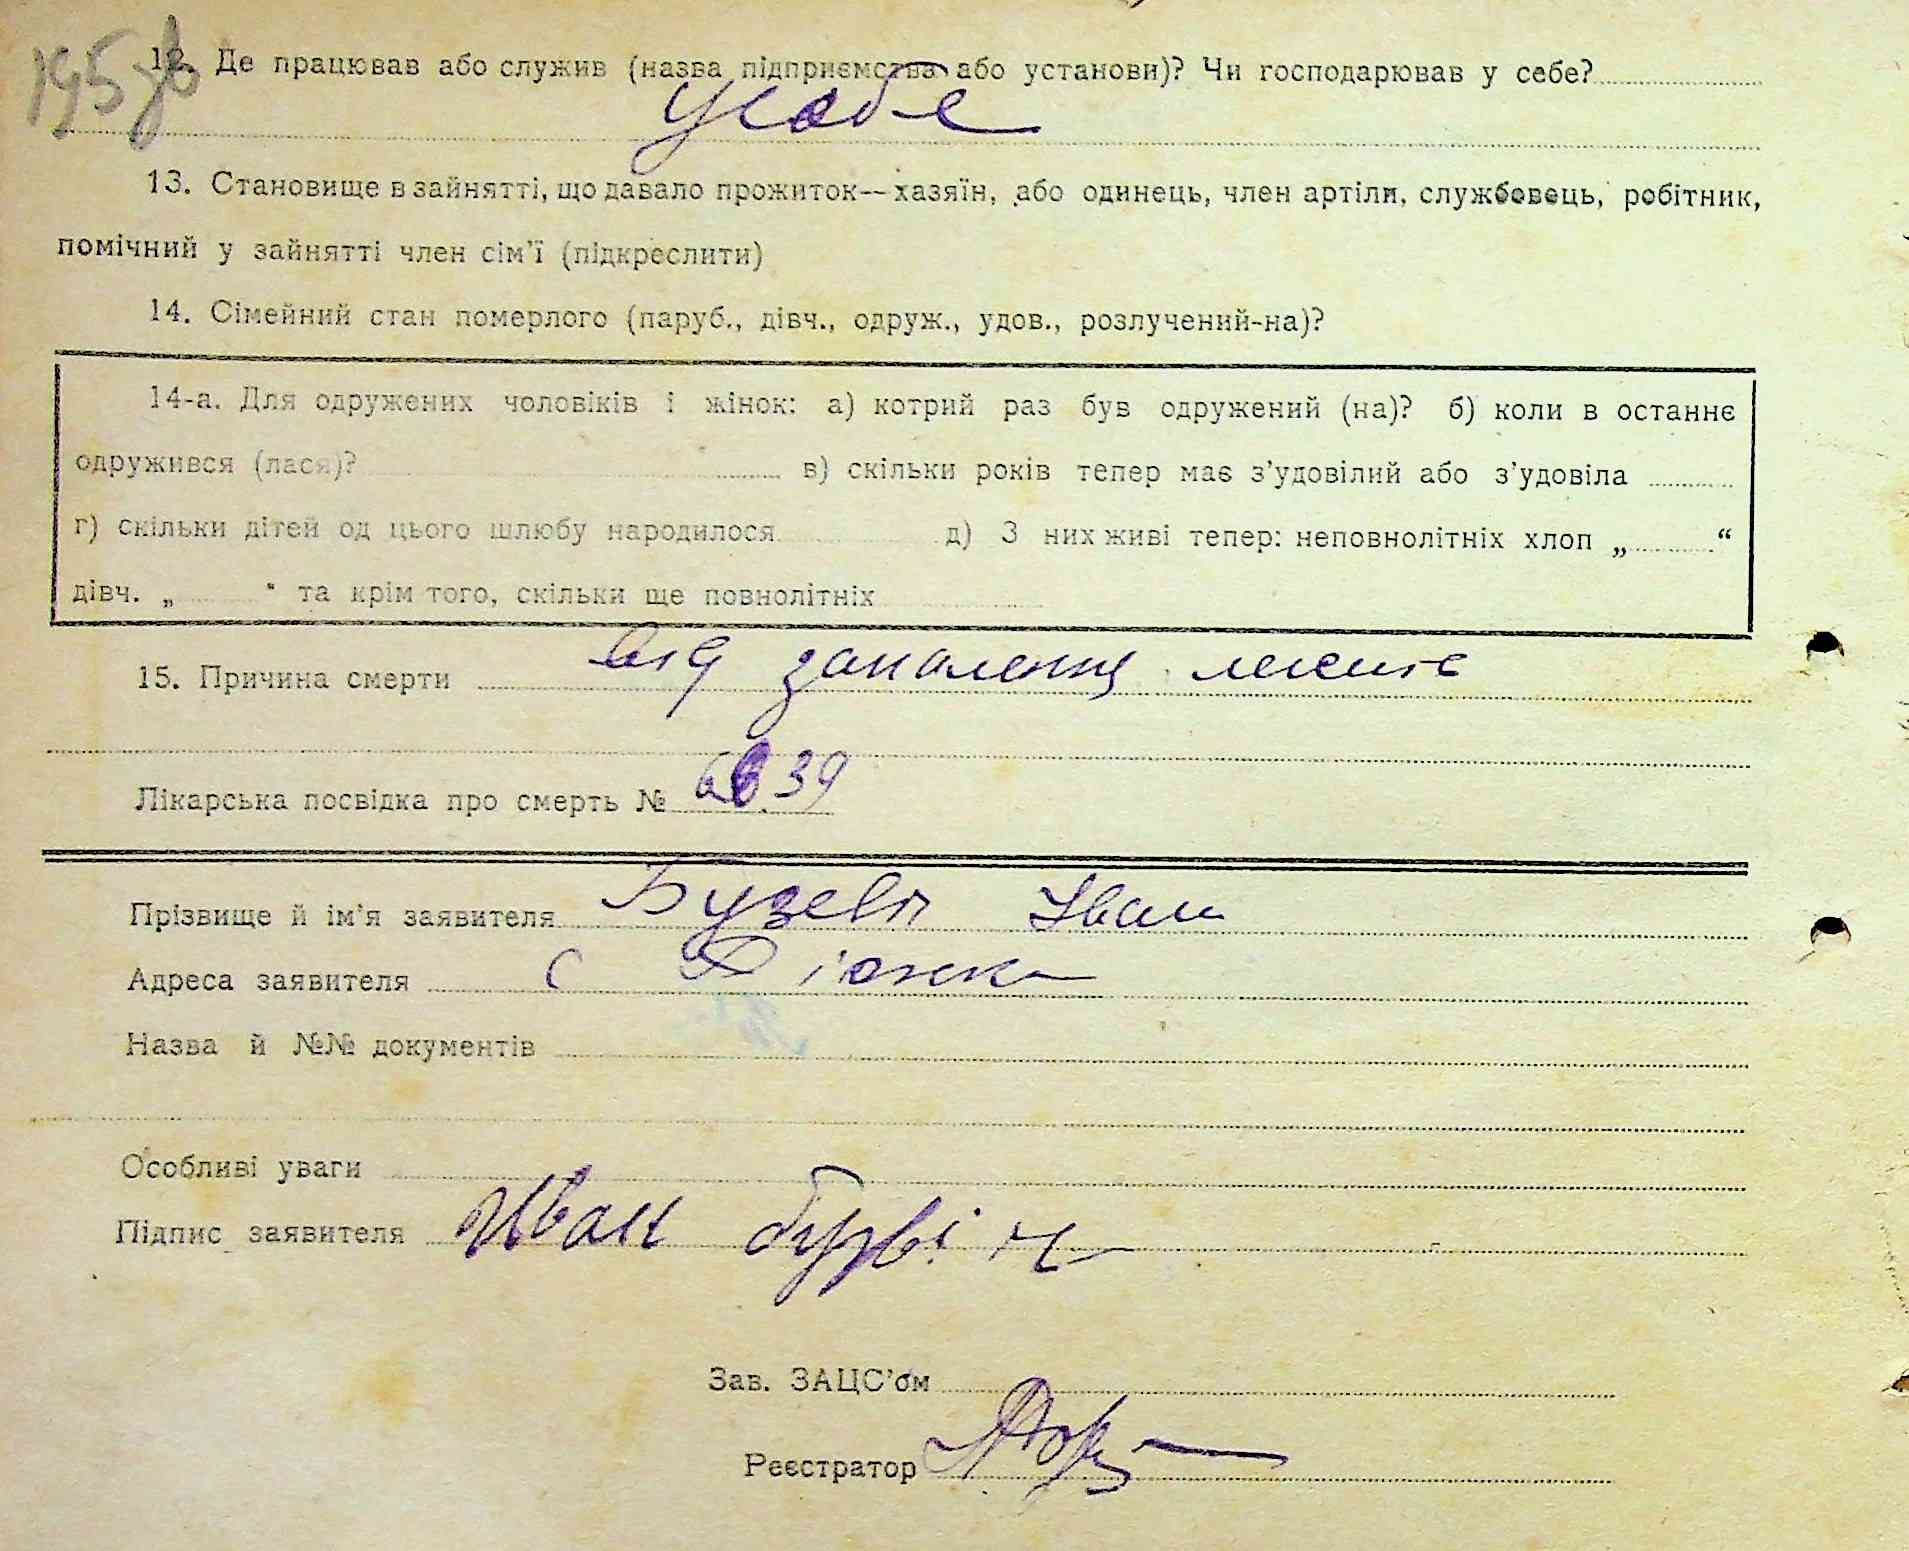 195 зв
12. Де працював або служив (назва підприємства або установи)? Чи господарював у себе?
у себе
13. Становище в зайнятті, що давало прожиток—хазяїн, або одинець, член артіли, службовець, робітник,
помічний у зайнятті член сім'ї (підкреслити)
14. Сімейний стан померлого (паруб., дівч., одруж., удов., розлучений-на)?
14-а. Для одружених чоловіків і жінок: а) котрий раз був одружений (на)? б) коли в останнє
одружився (лася)? в) скільки років тепер має з'удовілий або з'удовіла
г) скільки дітей од цього шлюбу народилося д) З них живі тепер: неповнолітніх хлоп „ “
дівч. „ “ та крім того, скільки ще повнолітніх
15. Причина смерти від запалення легень
Лікарська посвідка про смерть № 39
Прізвище й ім'я заявителя Іван
Адреса заявителя с
Назва й №№ документів
Особливі уваги
Підпис заявителя Иван
Зав. ЗАЦС'ом
Реєстратор